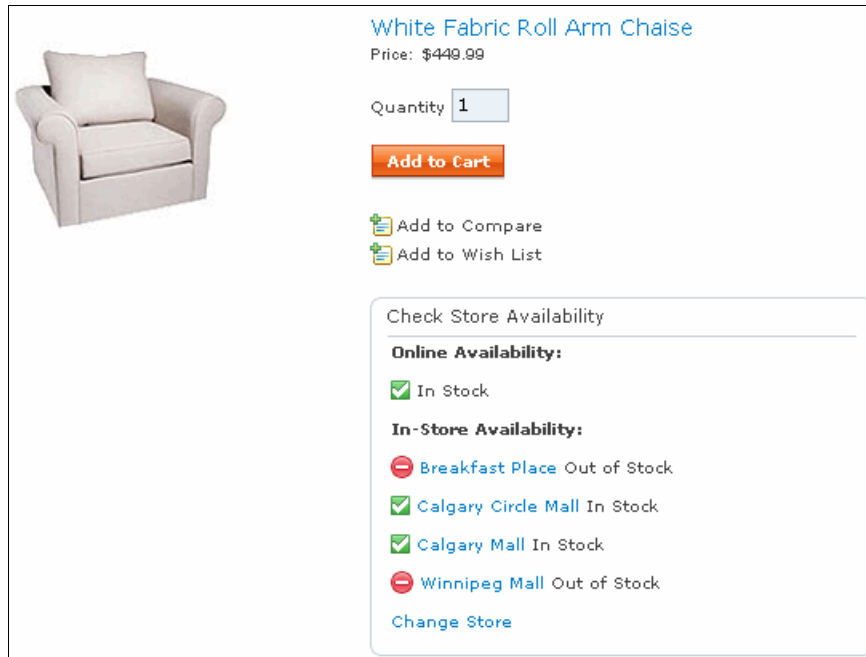 White Fabric Roll Arm Chaise
Price: $449.99
Quantity 1
Add to Cart
Add to Compare
Add to Wish List
Check Store Availability
Online Availability:
In Stock
In-Store Availability:
Breakfast Place Out of Stock
Calgary Circle Mall In Stock
Calgary Mall In Stock
Winnipeg Mall Out of Stock
Change Store